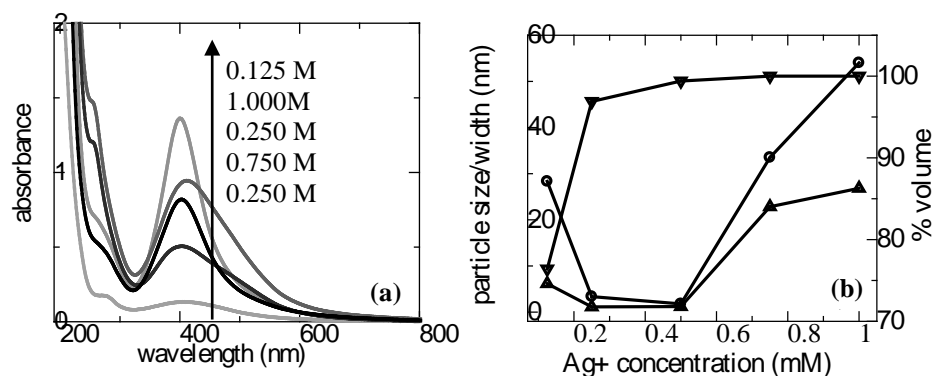 2
1
0
absorbance
200
400
600
800
wavelength (nm)
0.125 M
1.000M
0.250 M
0.750 M
0.250 M
(a)
60
40
20
0
particle size/width (nm)
0.2
0.4
0.6
0.8
1
Ag+ concentration (mM)
100
90
80
70
% volume
(b)